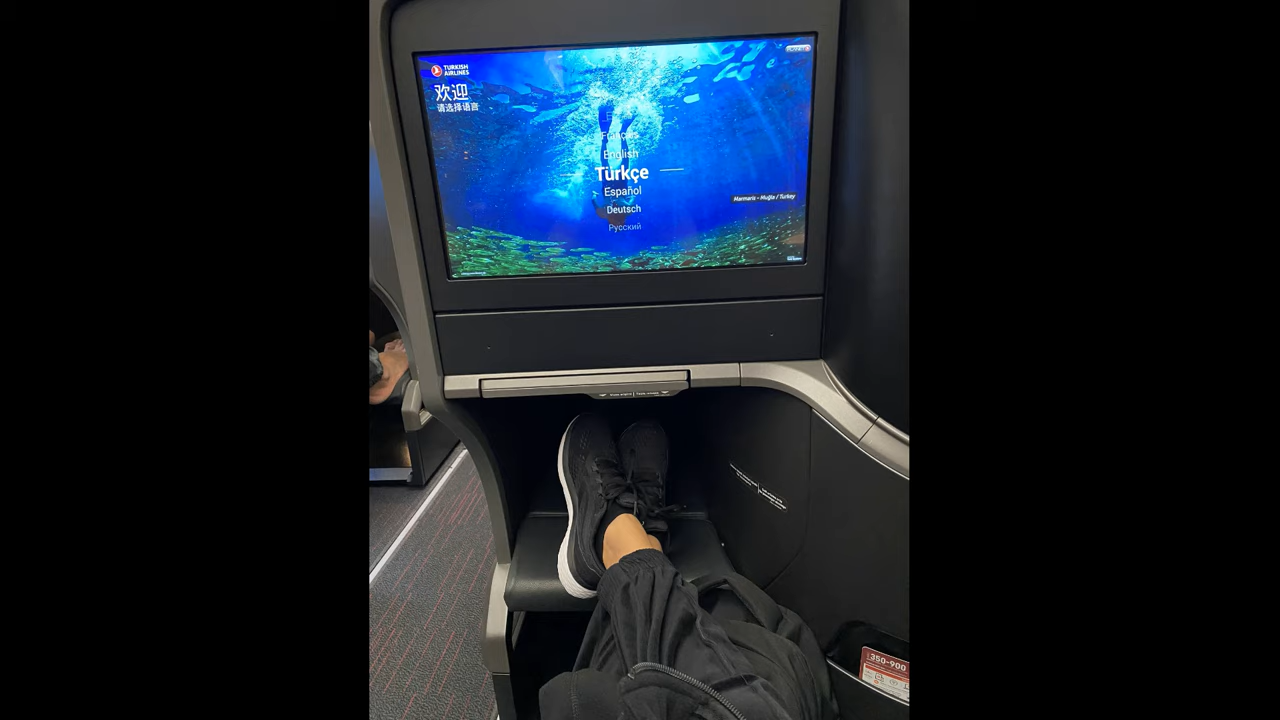 TURKISH
AIRLINES
欢迎
请选择语言
Français
English
Türkçe
Español
Deutsch
Русский
Marmaris - Muğla / Turkey
350-900